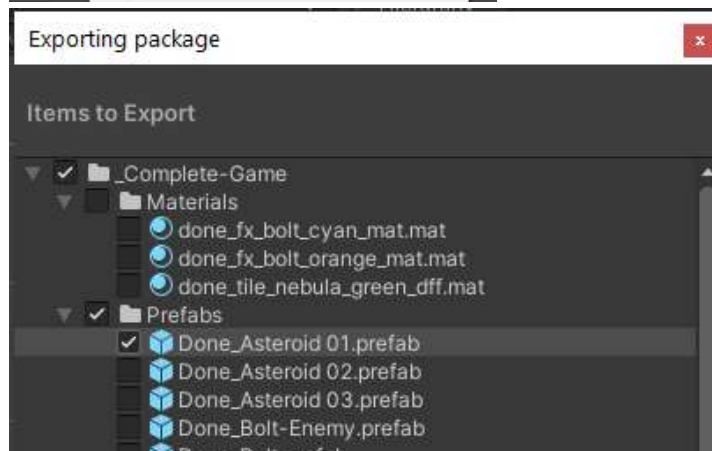 Exporting package
x
Items to Export
_Complete-Game
Materials
done_fx_bolt_cyan_mat.mat
done_fx_bolt_orange_mat.mat
done_tile_nebula_green_dff.mat
Prefabs
Done_Asteroid 01.prefab
Done_Asteroid 02.prefab
Done_Asteroid 03.prefab
Done_Bolt-Enemy.prefab